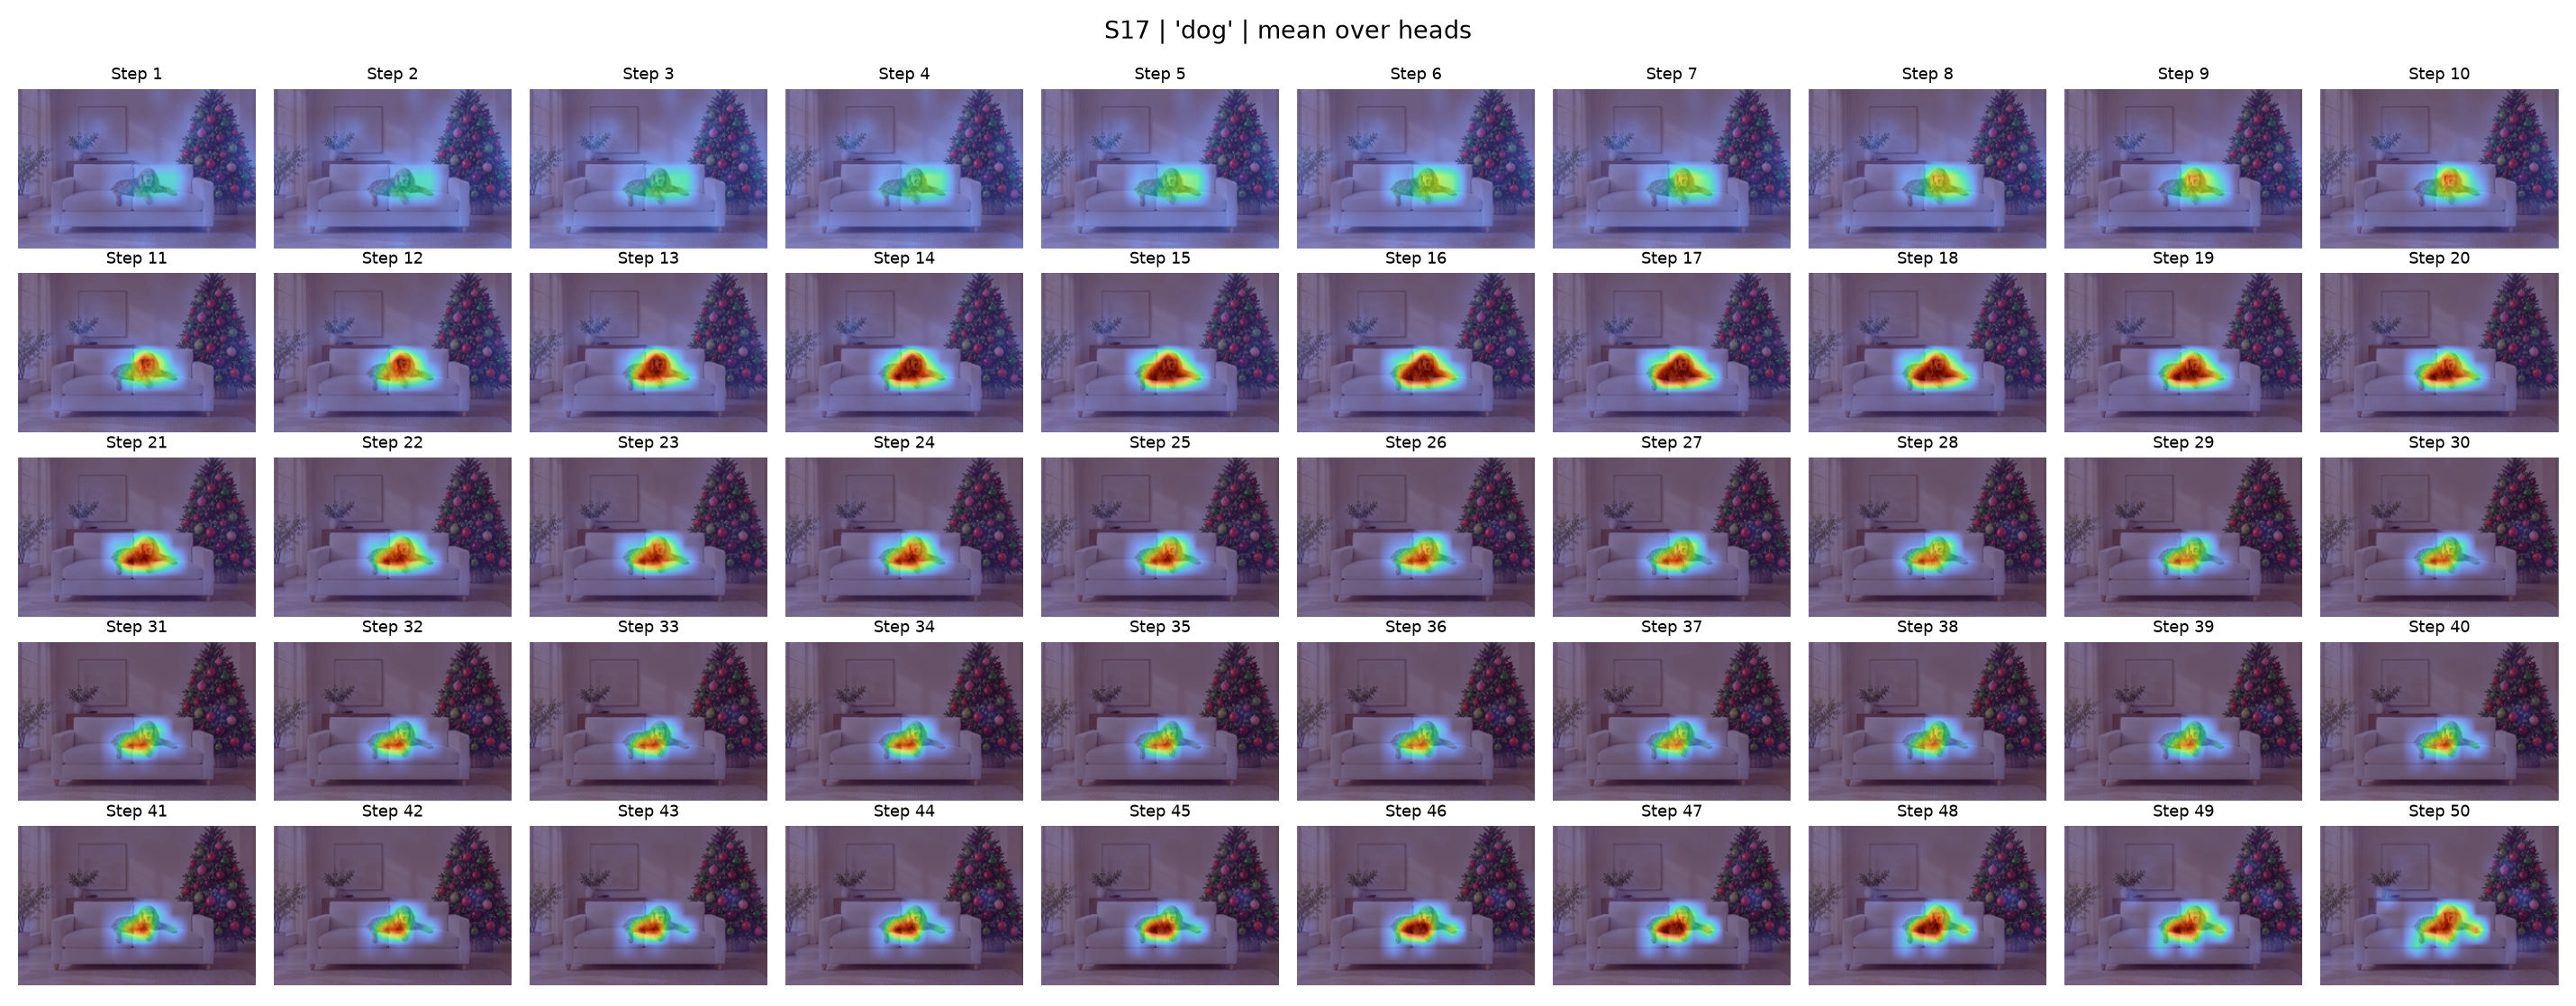 S17 | 'dog' | mean over heads
Step 1 Step 2 Step 3 Step 4 Step 5 Step 6 Step 7 Step 8 Step 9 Step 10
Step 11 Step 12 Step 13 Step 14 Step 15 Step 16 Step 17 Step 18 Step 19 Step 20
Step 21 Step 22 Step 23 Step 24 Step 25 Step 26 Step 27 Step 28 Step 29 Step 30
Step 31 Step 32 Step 33 Step 34 Step 35 Step 36 Step 37 Step 38 Step 39 Step 40
Step 41 Step 42 Step 43 Step 44 Step 45 Step 46 Step 47 Step 48 Step 49 Step 50